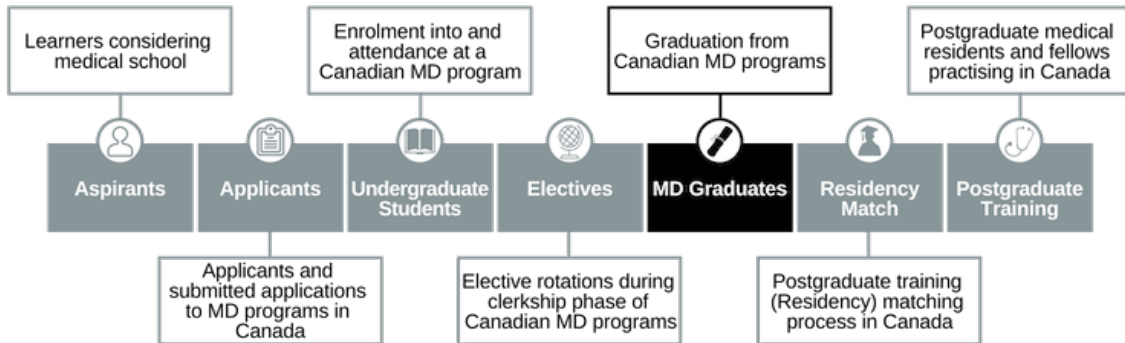 Learners considering
medical school
Enrolment into and
attendance at a
Canadian MD program
Graduation from
Canadian MD programs
Postgraduate medical
residents and fellows
practising in Canada
Aspirants
Applicants
Undergraduate
Students
Electives
MD Graduates
Residency
Match
Postgraduate
Training
Applicants and
submitted applications
to MD programs in
Canada
Elective rotations during
clerkship phase of
Canadian MD programs
Postgraduate training
(Residency) matching
process in Canada